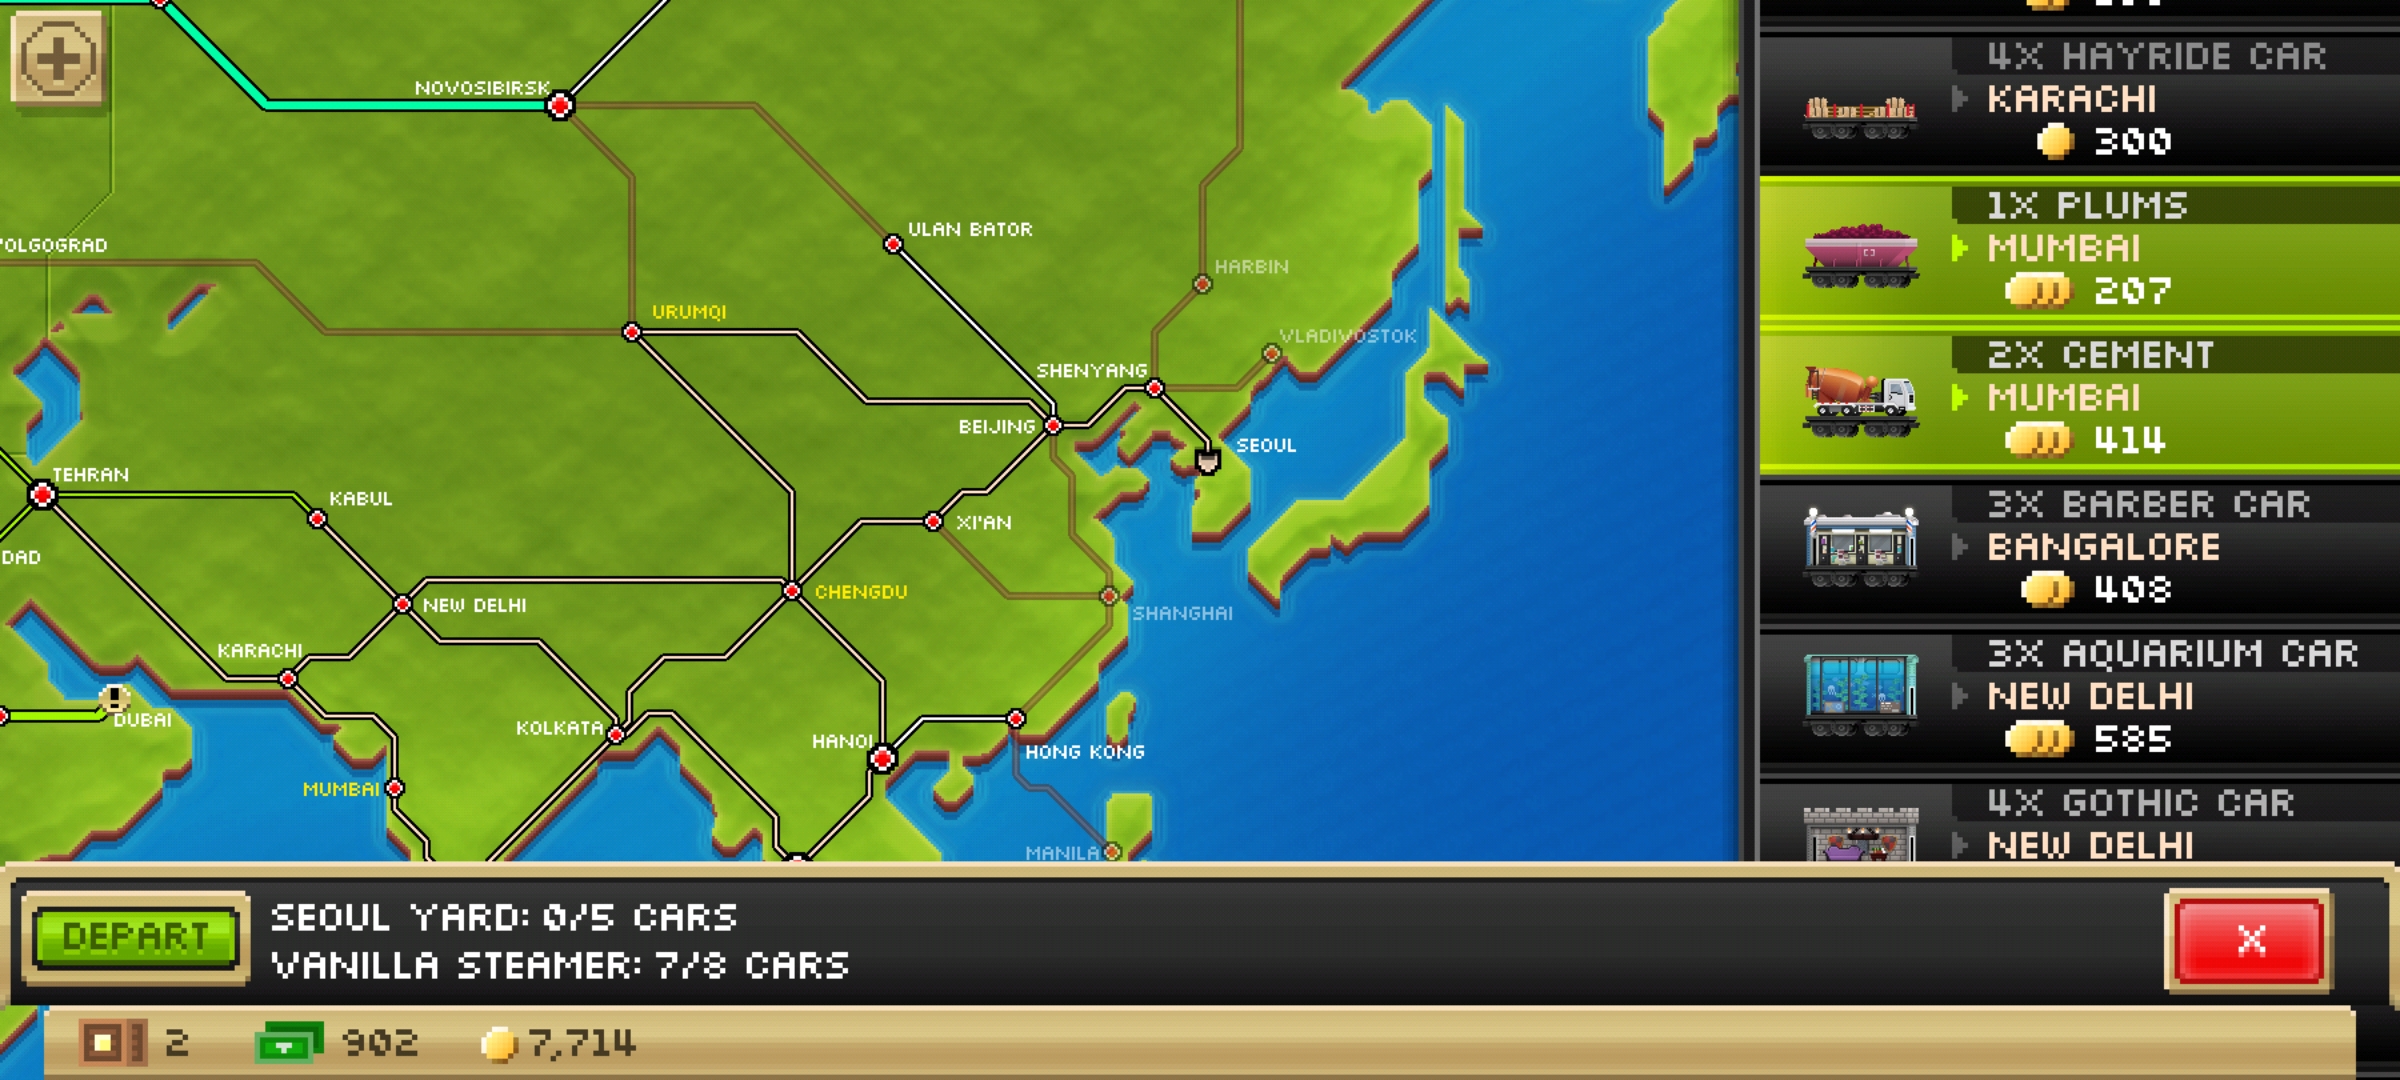 NOVOSIBIRSK
ULAN BATOR
OLGOGRAD
HARBIN
URUMQI
VLADIVOSTOK
SHENYANG
BEIJING
SEOUL
TEHRAN
KABUL
XI'AN
DAD
CHENGDU
NEW DELHI
SHANGHAI
KARACHI
DUBAI
KOLKATA
HANOI
HONG KONG
MUMBAI
MANILA
4X HAYRIDE CAR
KARACHI
300
1X PLUMS
MUMBAI
207
2X CEMENT
MUMBAI
414
3X BARBER CAR
BANGALORE
408
3X AQUARIUM CAR
NEW DELHI
585
4X GOTHIC CAR
NEW DELHI
DEPART
SEOUL YARD: 0/5 CARS
VANILLA STEAMER: 7/8 CARS
X
2
902
7,714